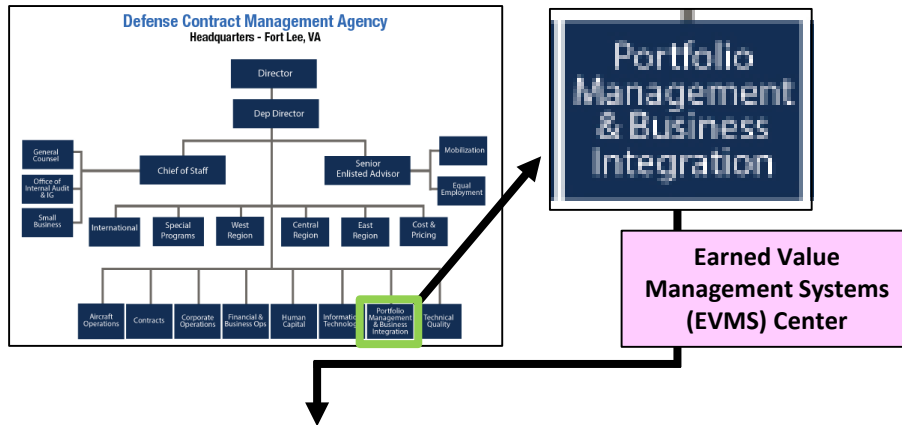 Defense Contract Management Agency
Headquarters - Fort Lee, VA
Director
Dep Director
General
Counsel
Office of
Internal Audit
& IG
Small
Business
Chief of Staff
Senior
Enlisted Advisor
Mobilization
Equal
Employment
International
Special
Programs
West
Region
Central
Region
East
Region
Cost &
Pricing
Aircraft
Operations
Contracts
Corporate
Operations
Financial &
Business Ops
Human
Capital
Information
Technology
Portfolio
Management
& Business
Integration
Technical
Quality
Portfolio
Management
& Business
Integration
Earned Value
Management Systems
(EVMS) Center